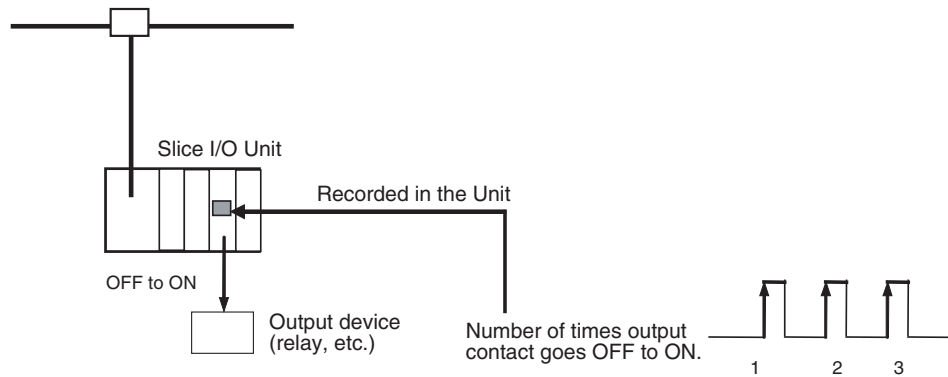 Slice I/O Unit
Recorded in the Unit
OFF to ON
Output device
(relay, etc.)
Number of times output
contact goes OFF to ON.
1 2 3